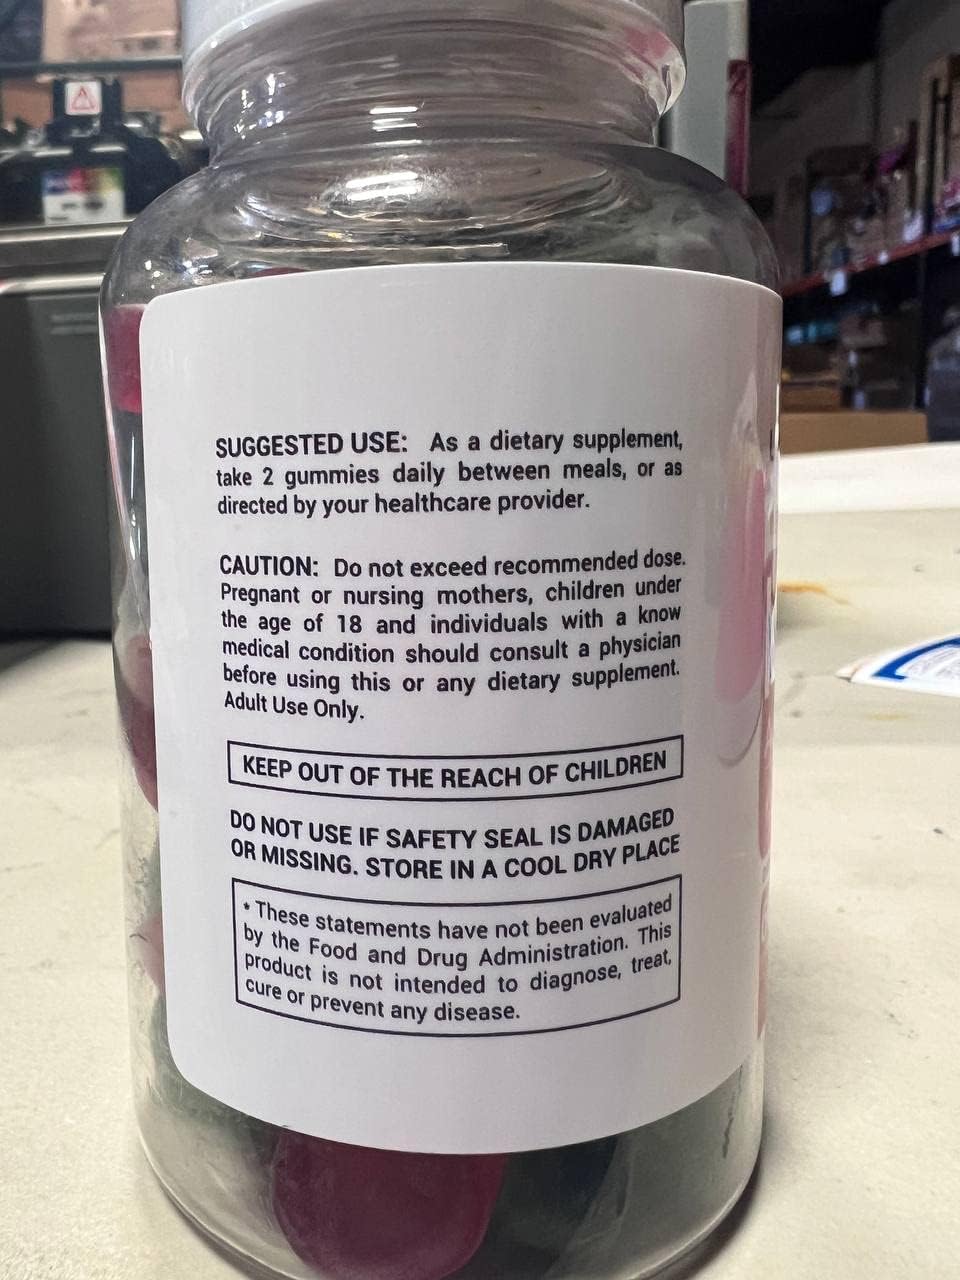 SUGGESTED USE: As a dietary supplement,
take 2 gummies daily between meals, or as
directed by your healthcare provider.
CAUTION: Do not exceed recommended dose.
Pregnant or nursing mothers, children under
the age of 18 and individuals with a know
medical condition should consult a physician
before using this or any dietary supplement.
Adult Use Only.
KEEP OUT OF THE REACH OF CHILDREN
DO NOT USE IF SAFETY SEAL IS DAMAGED
OR MISSING. STORE IN A COOL DRY PLACE
* These statements have not been evaluated
by the Food and Drug Administration. This
product is not intended to diagnose, treat,
cure or prevent any disease.